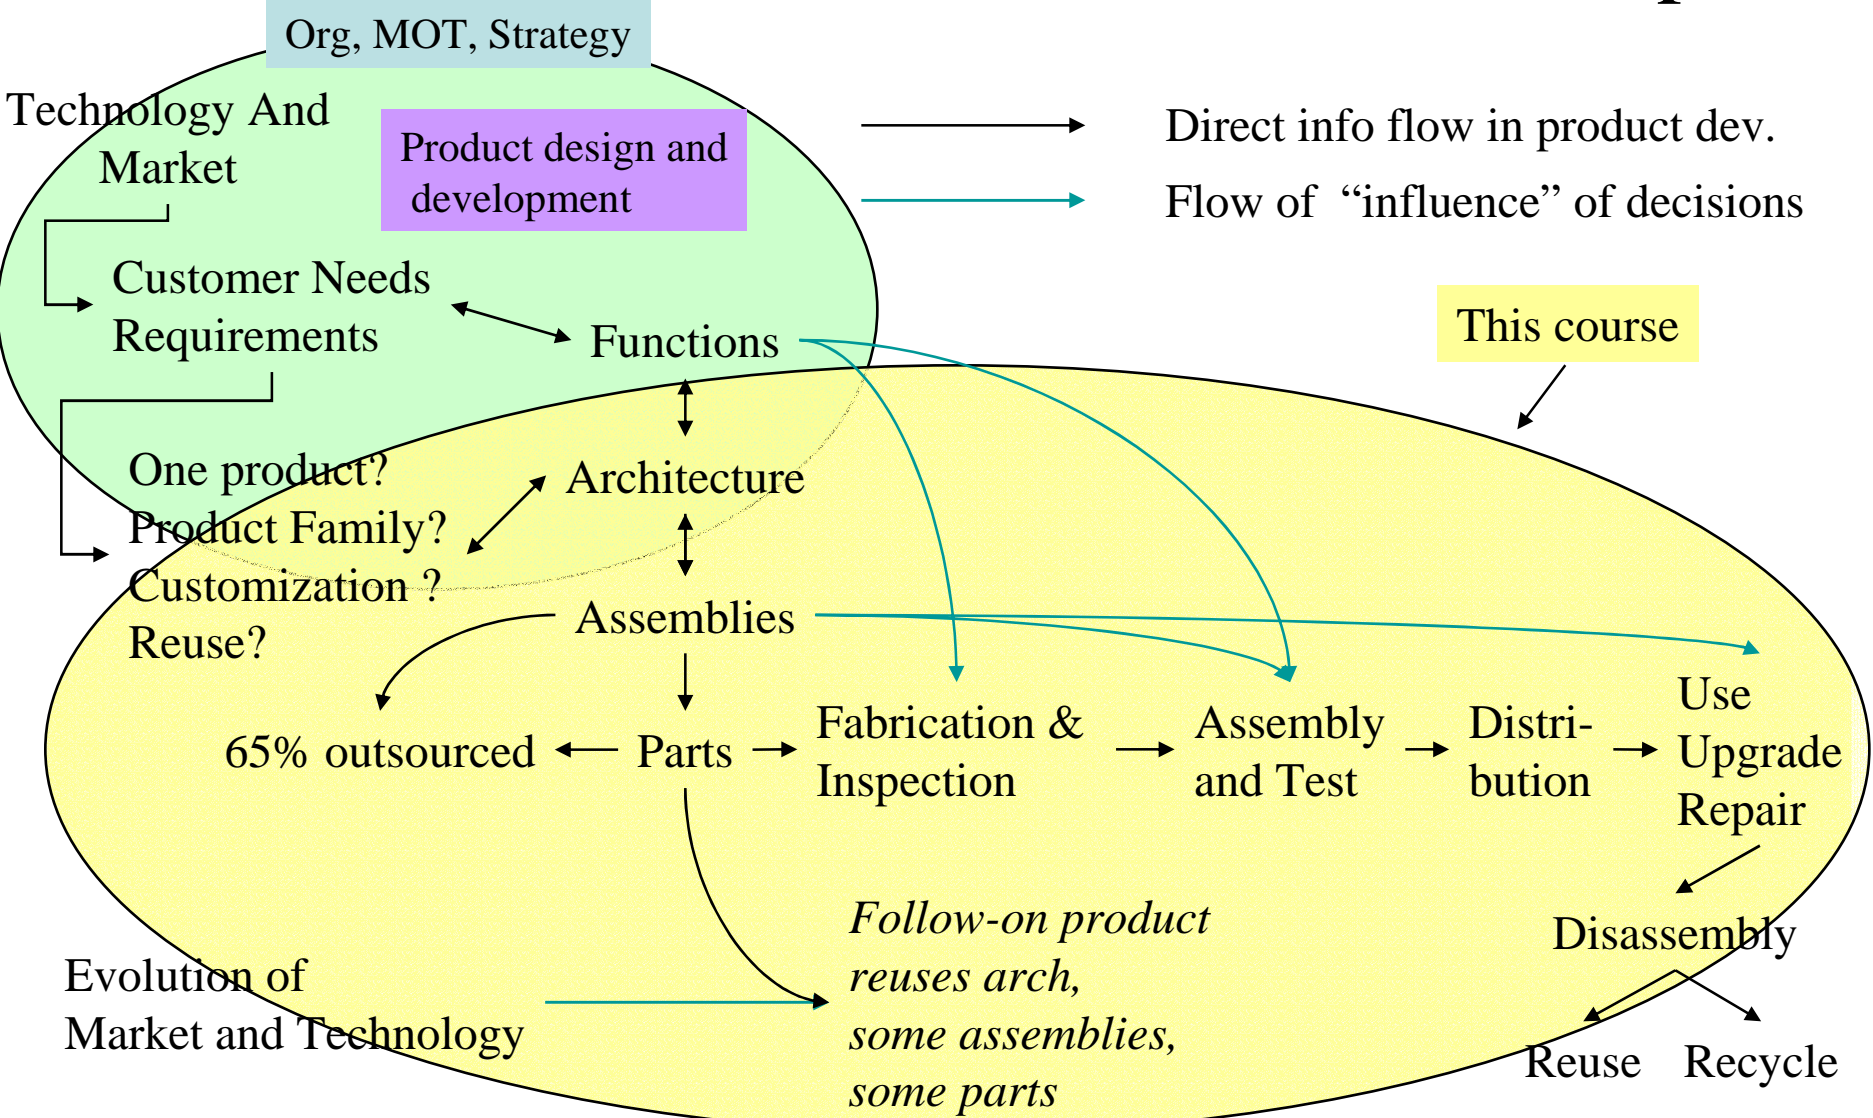 Org, MOT, Strategy
Technology And
Market
Product design and
development
Direct info flow in product dev.
Flow of “influence” of decisions
Customer Needs
Requirements
Functions
This course
One product?
Product Family?
Customization ?
Reuse?
Architecture
Assemblies
65% outsourced
Parts
Fabrication &
Inspection
Assembly
and Test
Distri-
bution
Use
Upgrade
Repair
Disassembly
Reuse
Recycle
Evolution of
Market and Technology
Follow-on product
reuses arch,
some assemblies,
some parts